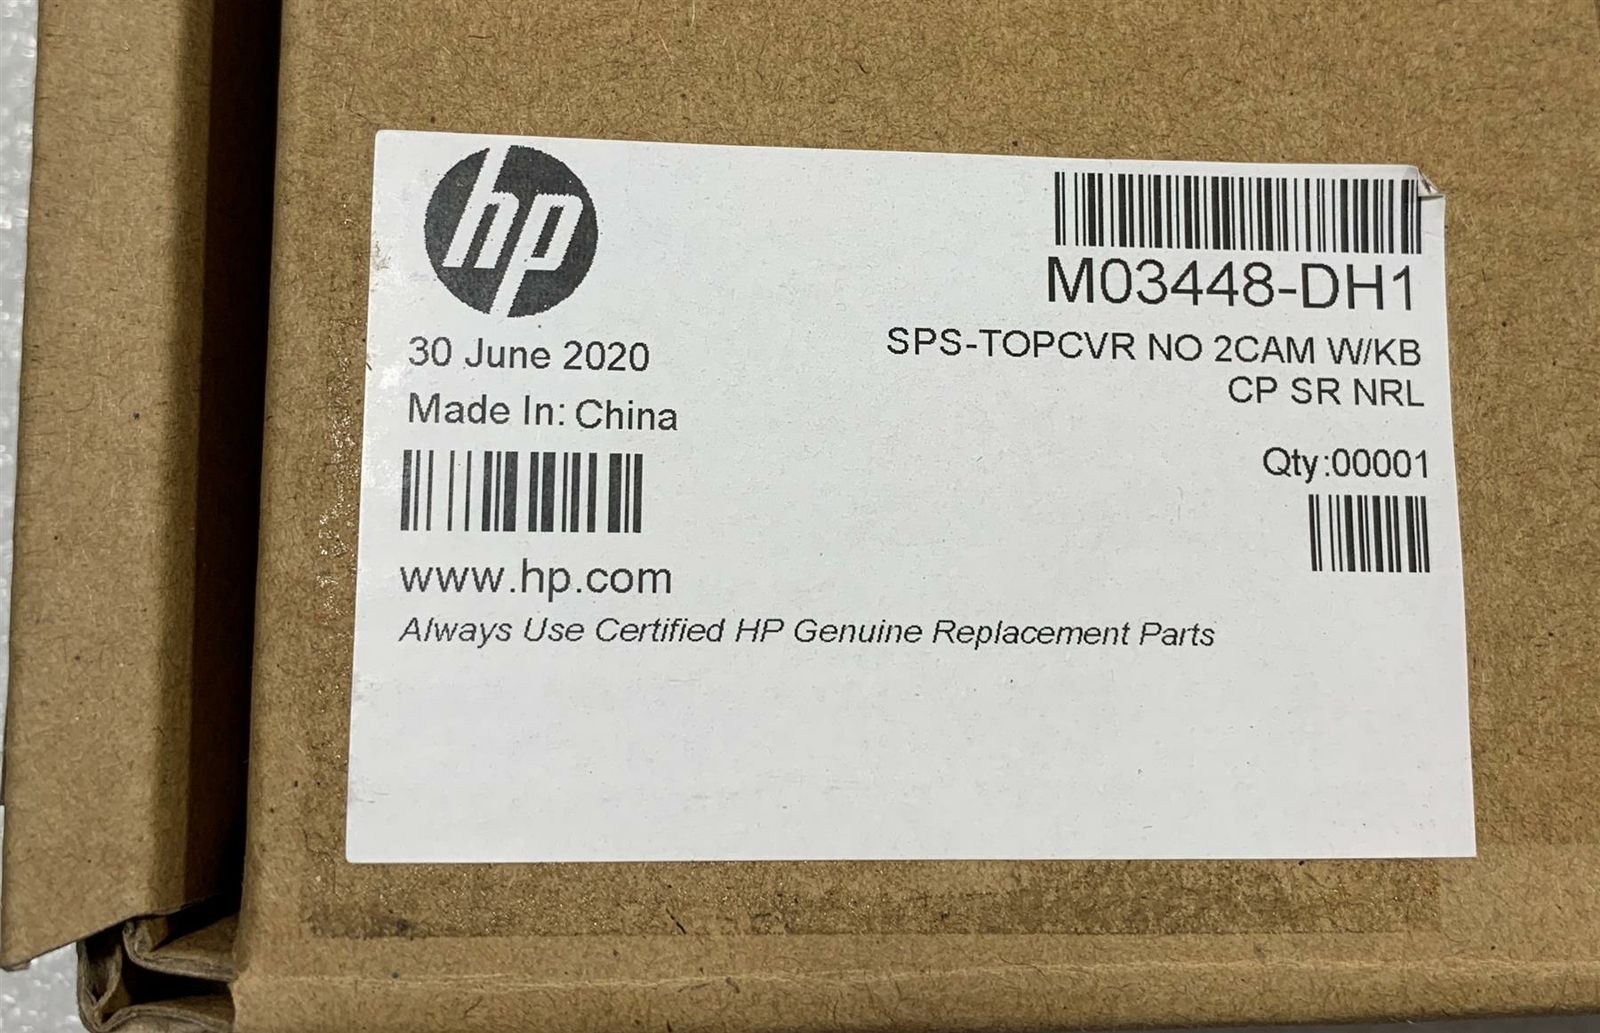 hp
M03448-DH1
SPS-TOPCVR NO 2CAM W/KB
CP SR NRL
30 June 2020
Made In: China
Qty:00001
www.hp.com
Always Use Certified HP Genuine Replacement Parts